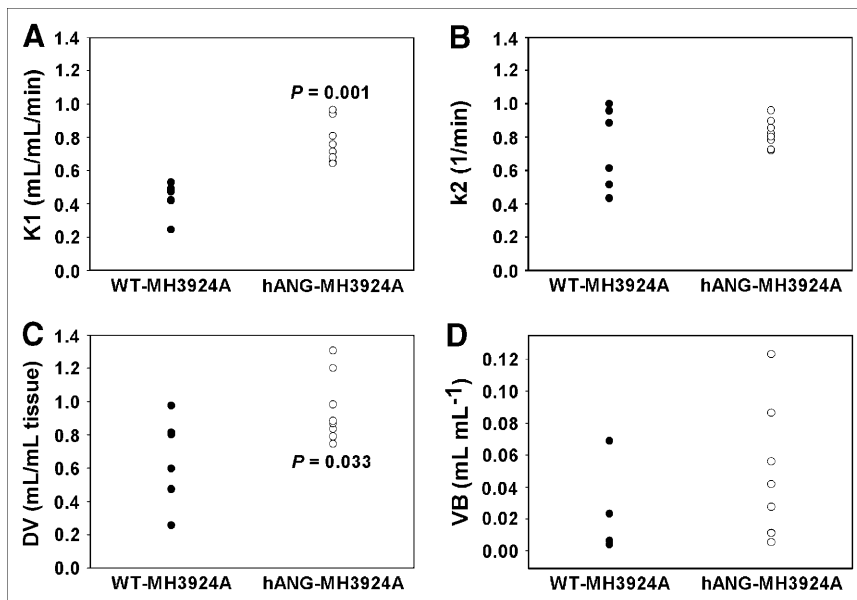 A
K1 (mL/mL/min)
1.4
1.2
1.0
0.8
0.6
0.4
0.2
0.0
P = 0.001
WT-MH3924A hANG-MH3924A
B
k2 (1/min)
1.4
1.2
1.0
0.8
0.6
0.4
0.2
0.0
WT-MH3924A hANG-MH3924A
C
DV (mL/mL tissue)
1.4
1.2
1.0
0.8
0.6
0.4
0.2
0.0
P = 0.033
WT-MH3924A hANG-MH3924A
D
VB (mL mL⁻¹)
0.12
0.10
0.08
0.06
0.04
0.02
0.00
WT-MH3924A hANG-MH3924A